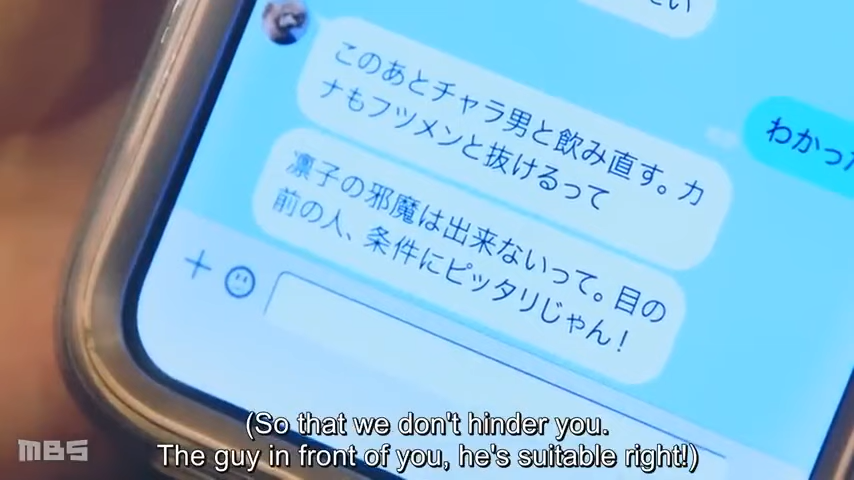 このあとチャラ男と飲み直す。カ
ナもフツメンと抜けるって
わかった
凛子の邪魔は出来ないって。目の
前の人、条件にピッタリじゃん！
MBS
(So that we don't hinder you.
The guy in front of you, he's suitable right!)